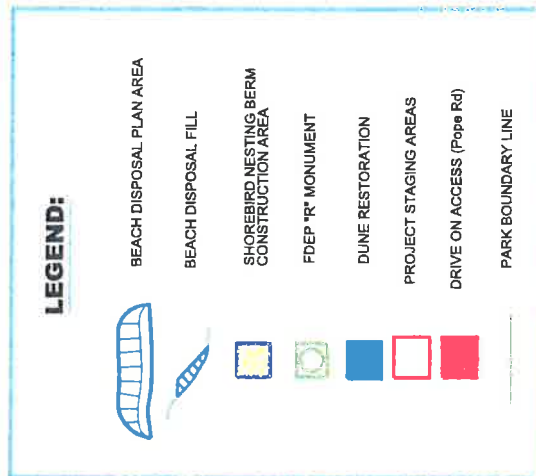 LEGEND:
BEACH DISPOSAL PLAN AREA
BEACH DISPOSAL FILL
SHOREBIRD NESTING BERM
CONSTRUCTION AREA
FDEP "R" MONUMENT
DUNE RESTORATION
PROJECT STAGING AREAS
DRIVE ON ACCESS (Pope Rd)
PARK BOUNDARY LINE